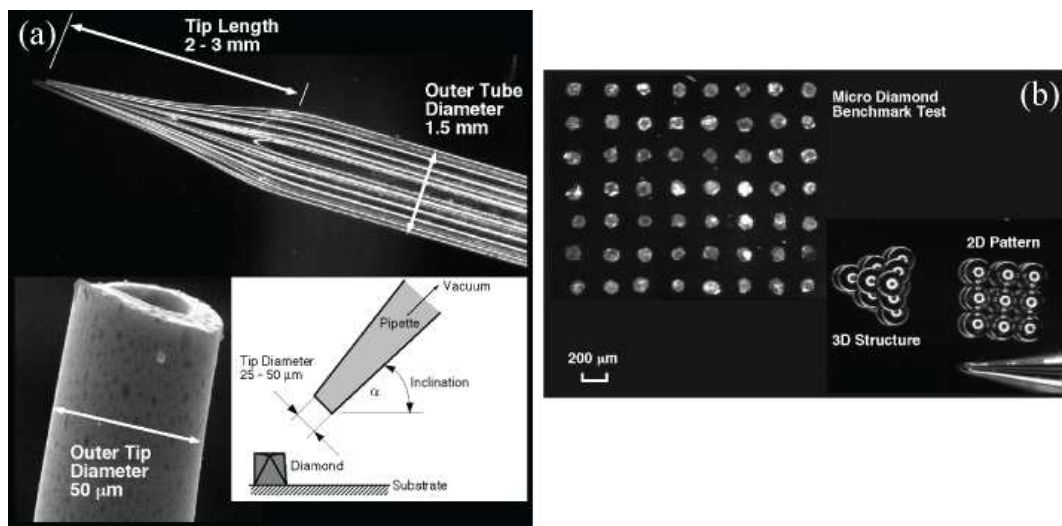 (a)
Tip Length
2 - 3 mm
Outer Tube
Diameter
1.5 mm
Outer Tip
Diameter
50 μm
Vacuum
Pipette
Tip Diameter
25 - 50 μm
Inclination
α
Diamond
Substrate
(b)
Micro Diamond
Benchmark Test
2D Pattern
3D Structure
200 μm